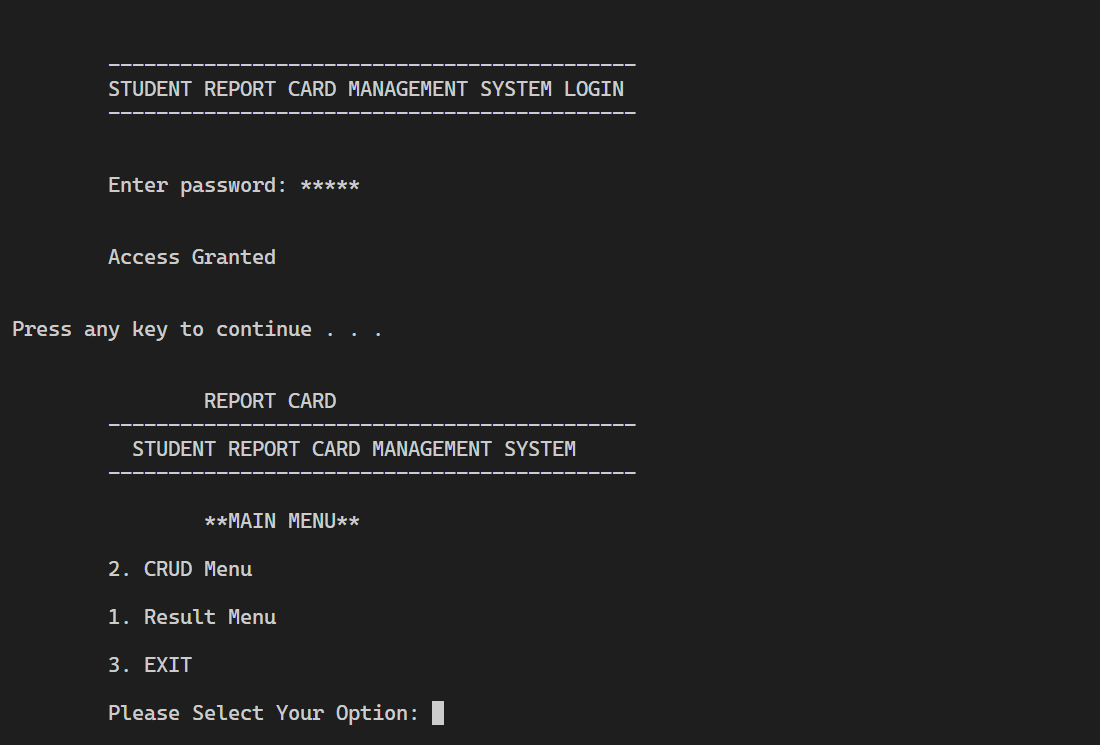 --------------------------------------------
STUDENT REPORT CARD MANAGEMENT SYSTEM LOGIN
--------------------------------------------
Enter password: *****
Access Granted
Press any key to continue . . .
REPORT CARD
--------------------------------------------
STUDENT REPORT CARD MANAGEMENT SYSTEM
--------------------------------------------
**MAIN MENU**
2. CRUD Menu
1. Result Menu
3. EXIT
Please Select Your Option: